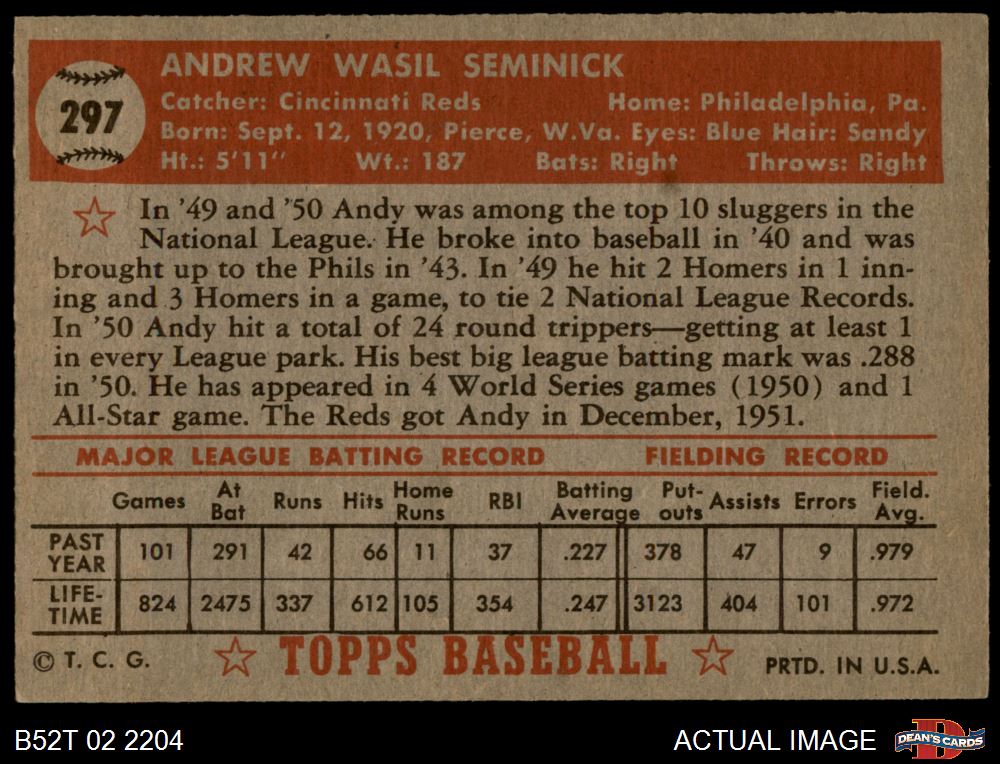 297
ANDREW WASIL SEMINICK
Catcher: Cincinnati Reds Home: Philadelphia, Pa.
Born: Sept. 12, 1920, Pierce, W.Va. Eyes: Blue Hair: Sandy
Ht.: 5'11" Wt.: 187 Bats: Right Throws: Right
In '49 and '50 Andy was among the top 10 sluggers in the
National League. He broke into baseball in '40 and was
brought up to the Phils in '43. In '49 he hit 2 Homers in 1 inn-
ing and 3 Homers in a game, to tie 2 National League Records.
In '50 Andy hit a total of 24 round trippers—getting at least 1
in every League park. His best big league batting mark was .288
in '50. He has appeared in 4 World Series games (1950) and 1
All-Star game. The Reds got Andy in December, 1951.
MAJOR LEAGUE BATTING RECORD FIELDING RECORD
Games At Bat Runs Hits Home Runs RBI Batting Average Put-outs Assists Errors Field. Avg.
PAST YEAR 101 291 42 66 11 37 .227 378 47 9 .979
LIFE-TIME 824 2475 337 612 105 354 .247 3123 404 101 .972
© T. C. G. TOPPS BASEBALL PRTD. IN U.S.A.
B52T 02 2204 ACTUAL IMAGE DEAN'S CARDS